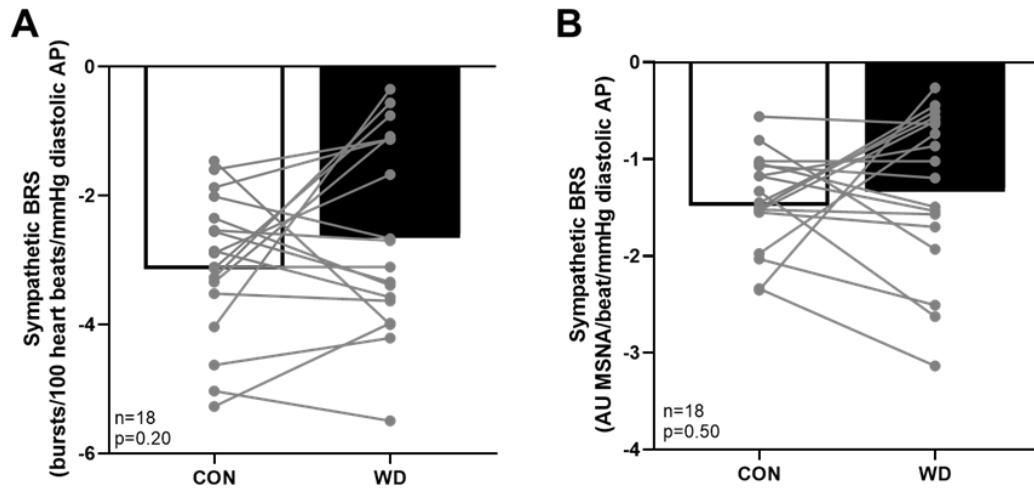 A
Sympathetic BRS
(bursts/100 heart beats/mmHg diastolic AP)
0
-2
-4
-6
n=18
p=0.20
CON
WD
B
Sympathetic BRS
(AU MSNA/beat/mmHg diastolic AP)
0
-1
-2
-3
-4
n=18
p=0.50
CON
WD